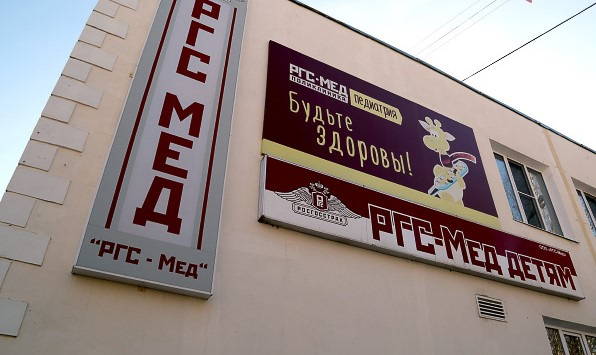 РГС МЕД
"РГС - Мед"
РГС-МЕД
ПОЛИКЛИНИКА
педиатрия
Будьте
здоровы!
РОСГОССТРАХ
РГС-МЕД ДЕТЯМ